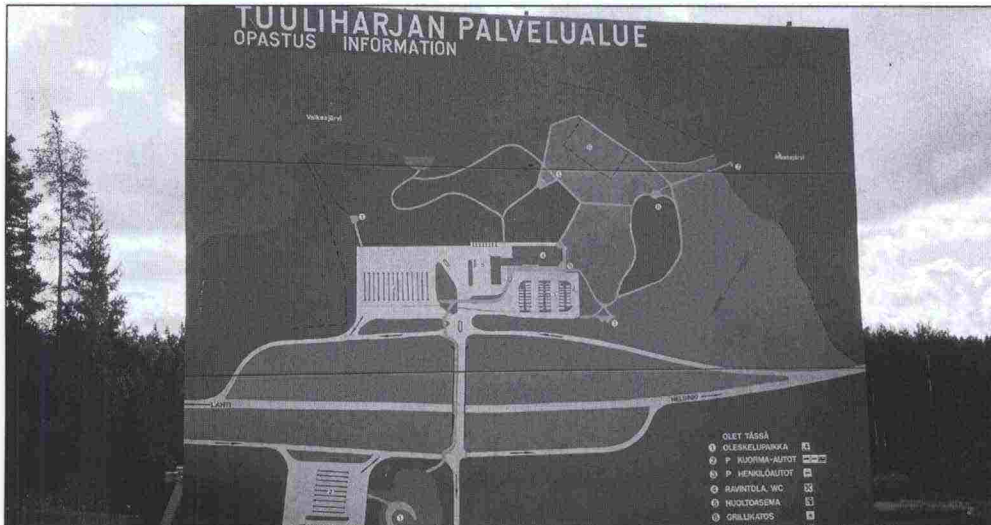 TUULIHARJAN PALVELUALUE
OPASTUS INFORMATION
Valkeajärvi
LAHTI
HELSINKI
OLET TÄSSÄ
1 OLESKELUPAIKKA
2 P KUORMA-AUTOT
3 P HENKILÖAUTOT
4 RAVINTOLA, WC
5 HUOLTOASEMA
6 GRILLIKATOS